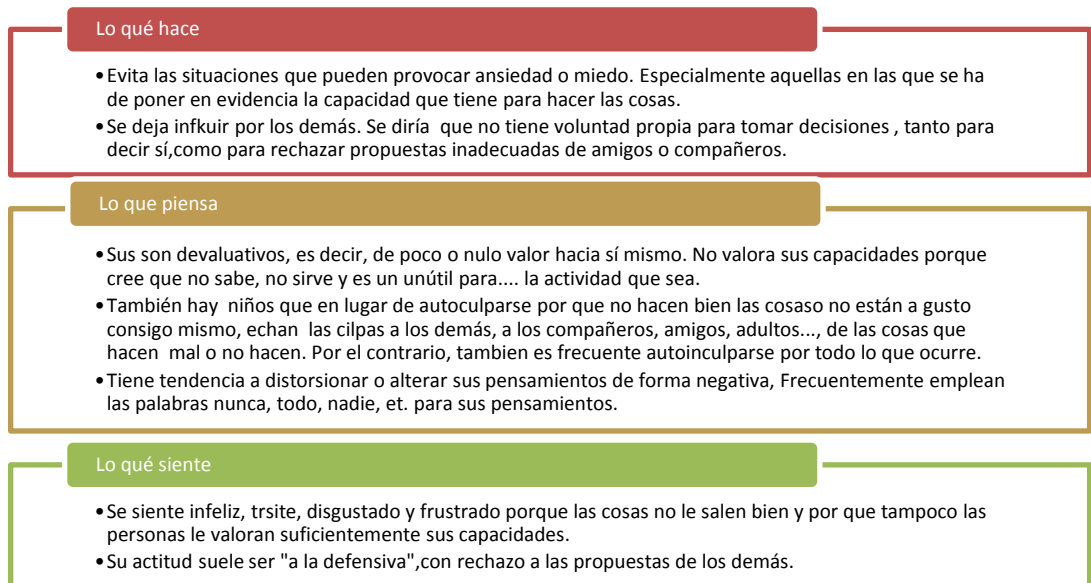 Lo qué hace
•Evita las situaciones que pueden provocar ansiedad o miedo. Especialmente aquellas en las que se ha
de poner en evidencia la capacidad que tiene para hacer las cosas.
•Se deja infkuir por los demás. Se diría que no tiene voluntad propia para tomar decisiones , tanto para
decir sí,como para rechazar propuestas inadecuadas de amigos o compañeros.
Lo que piensa
•Sus son devaluativos, es decir, de poco o nulo valor hacia sí mismo. No valora sus capacidades porque
cree que no sabe, no sirve y es un unútil para.... la actividad que sea.
•También hay niños que en lugar de autoculparse por que no hacen bien las cosaso no están a gusto
consigo mismo, echan las cilpas a los demás, a los compañeros, amigos, adultos..., de las cosas que
hacen mal o no hacen. Por el contrario, tambien es frecuente autoinculparse por todo lo que ocurre.
•Tiene tendencia a distorsionar o alterar sus pensamientos de forma negativa, Frecuentemente emplean
las palabras nunca, todo, nadie, et. para sus pensamientos.
Lo qué siente
•Se siente infeliz, trsite, disgustado y frustrado porque las cosas no le salen bien y por que tampoco las
personas le valoran suficientemente sus capacidades.
•Su actitud suele ser "a la defensiva",con rechazo a las propuestas de los demás.